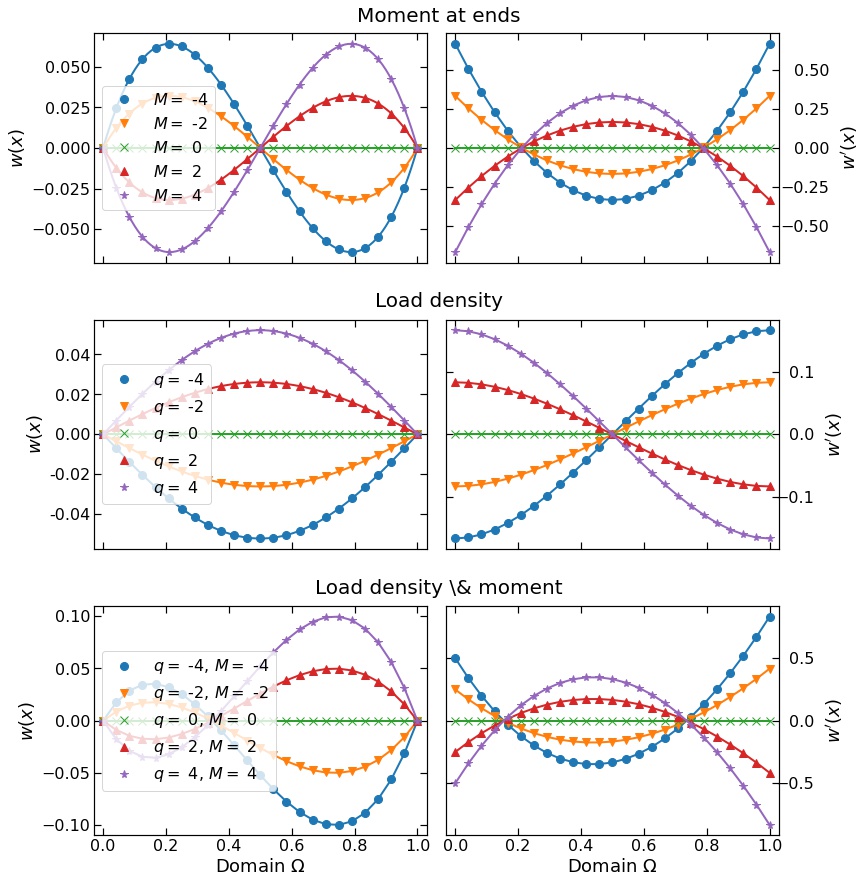 Moment at ends
0.050
0.025
0.000
−0.025
−0.050
w(x)
M = -4
M = -2
M = 0
M = 2
M = 4
0.50
0.25
0.00
−0.25
−0.50
w′(x)
Load density
0.04
0.02
0.00
-0.02
-0.04
w(x)
q = -4
q = -2
q = 0
q = 2
q = 4
0.1
0.0
−0.1
w′(x)
Load density \& moment
0.10
0.05
0.00
−0.05
−0.10
w(x)
q = -4, M = -4
q = -2, M = -2
q = 0, M = 0
q = 2, M = 2
q = 4, M = 4
0.5
0.0
−0.5
w′(x)
0.0 0.2 0.4 0.6 0.8 1.0
0.0 0.2 0.4 0.6 0.8 1.0
Domain Ω
Domain Ω